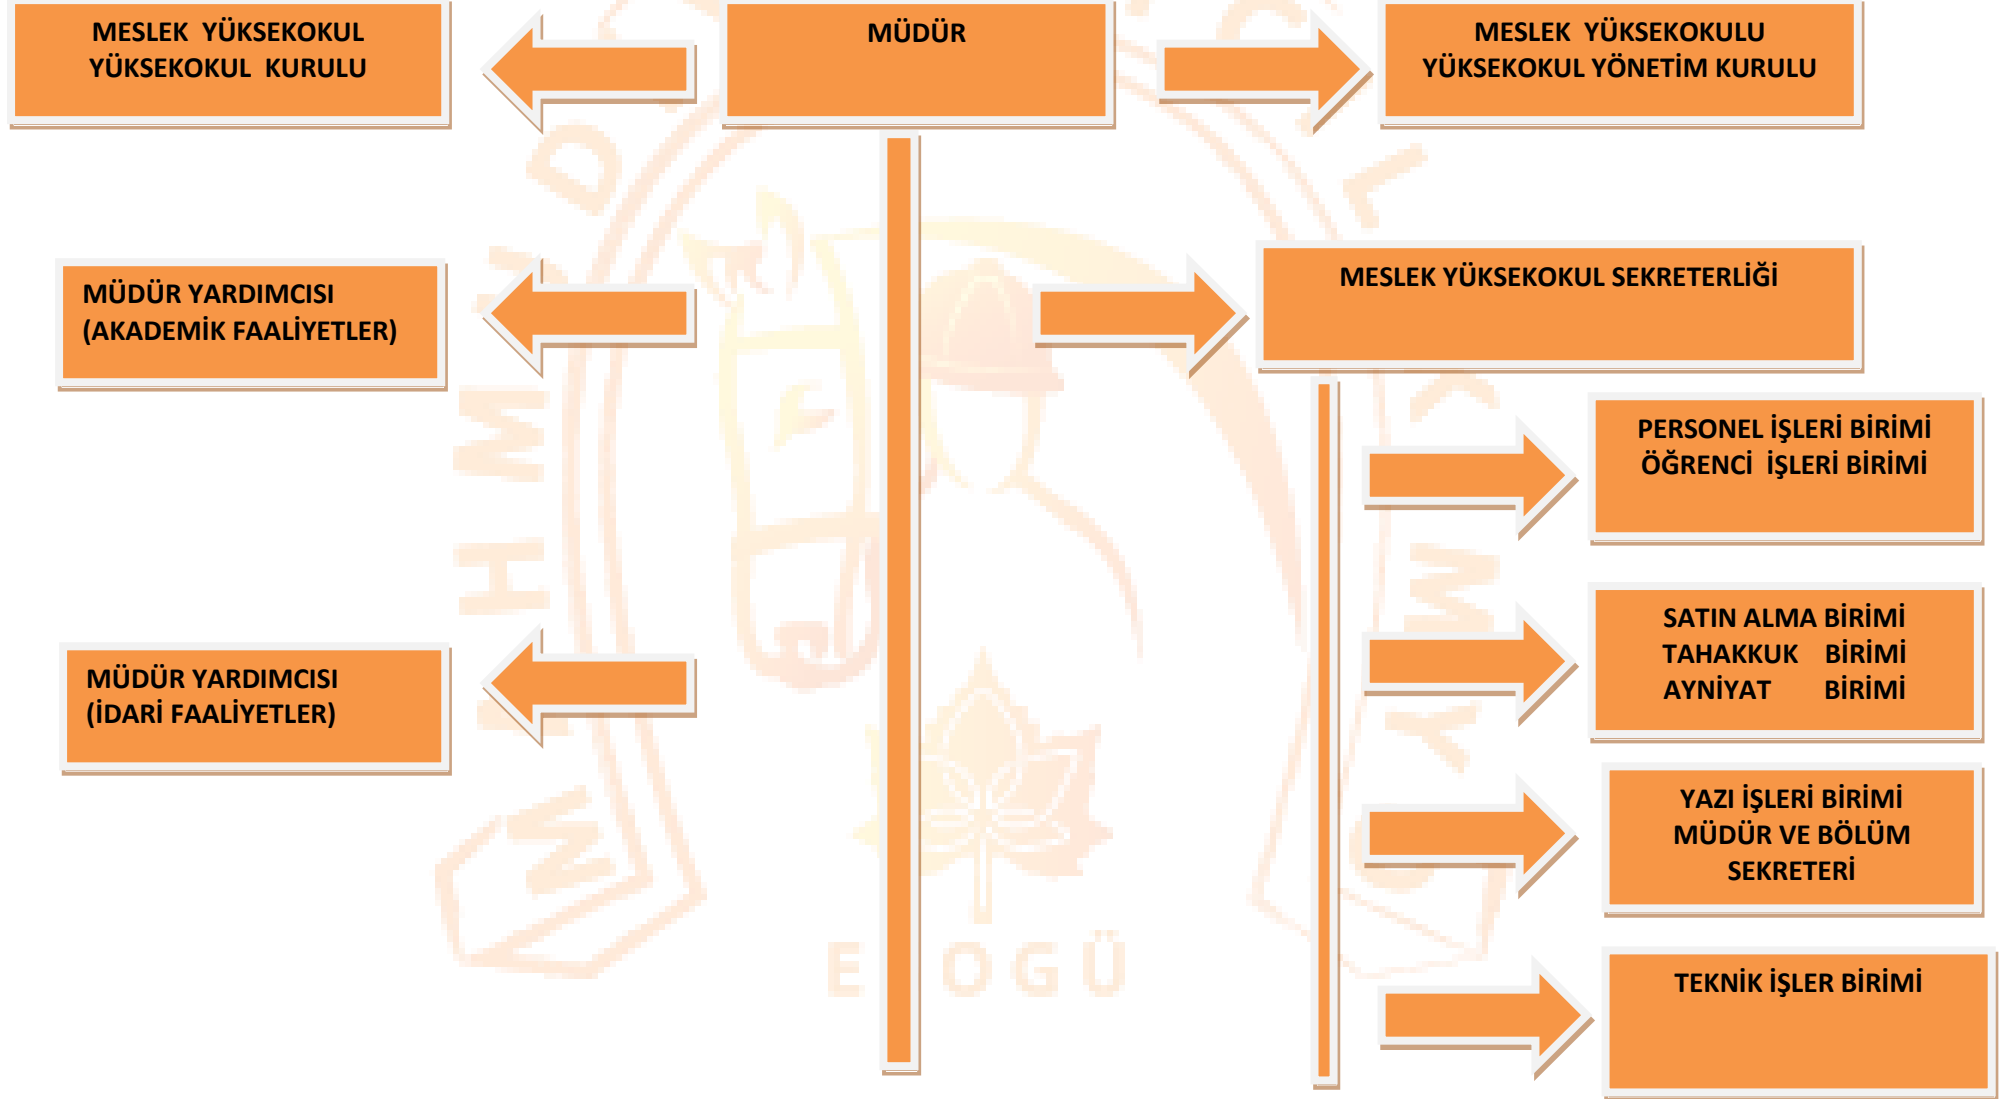 MESLEK YÜKSEKOKUL
YÜKSEKOKUL KURULU
MÜDÜR
MESLEK YÜKSEKOKULU
YÜKSEKOKUL YÖNETİM KURULU
MÜDÜR YARDIMCISI
(AKADEMİK FAALİYETLER)
MESLEK YÜKSEKOKUL SEKRETERLİĞİ
PERSONEL İŞLERİ BİRİMİ
ÖĞRENCİ İŞLERİ BİRİMİ
SATIN ALMA BİRİMİ
TAHAKKUK BİRİMİ
AYNİYAT BİRİMİ
MÜDÜR YARDIMCISI
(İDARİ FAALİYETLER)
YAZI İŞLERİ BİRİMİ
MÜDÜR VE BÖLÜM
SEKRETERİ
TEKNİK İŞLER BİRİMİ